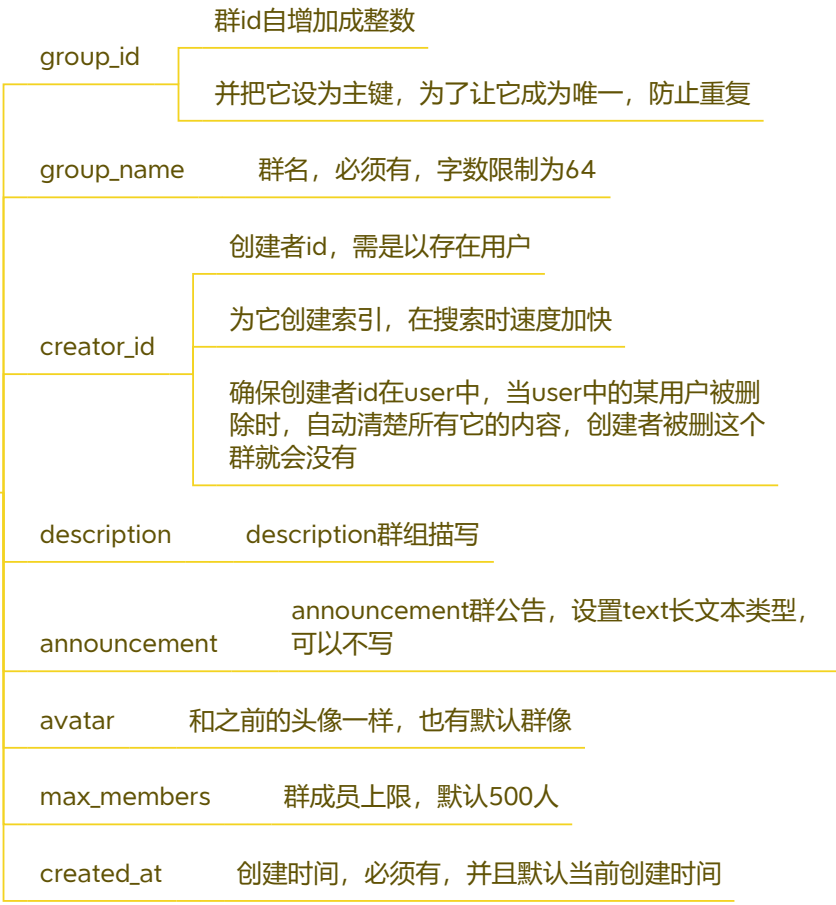 群id自增加成整数
group_id
并把它设为主键，为了让它成为唯一，防止重复
group_name
群名，必须有，字数限制为64
创建者id，需是以存在用户
为它创建索引，在搜索时速度加快
creator_id
确保创建者id在user中，当user中的某用户被删
除时，自动清楚所有它的内容，创建者被删这个
群就会没有
description
description群组描写
announcement群公告，设置text长文本类型，
可以不写
announcement
avatar
和之前的头像一样，也有默认群像
max_members
群成员上限，默认500人
created_at
创建时间，必须有，并且默认当前创建时间